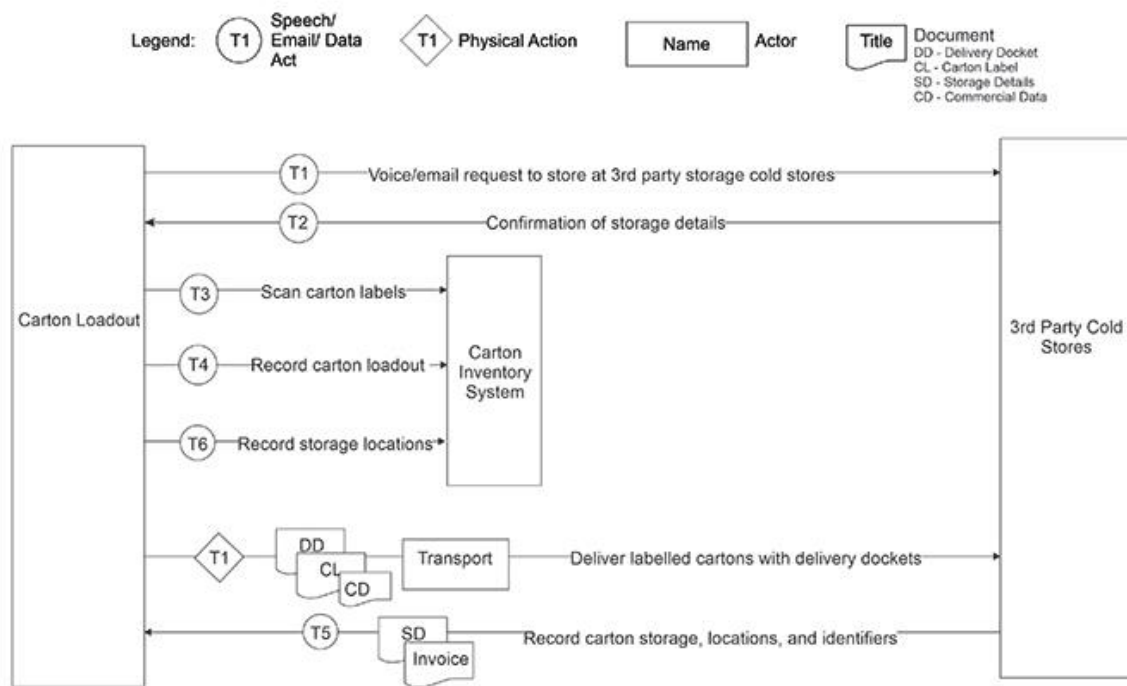 Legend:
T1
Speech/
Email/ Data
Act
T1
Physical Action
Name
Actor
Title
Document
DD - Delivery Docket
CL - Carton Label
SD - Storage Details
CD - Commercial Data
Carton Loadout
T1
Voice/email request to store at 3rd party storage cold stores
T2
Confirmation of storage details
T3
Scan carton labels
T4
Record carton loadout
T6
Record storage locations
Carton
Inventory
System
3rd Party Cold
Stores
T1
DD
CL
CD
Transport
Deliver labelled cartons with delivery dockets
T5
SD
Invoice
Record carton storage, locations, and identifiers